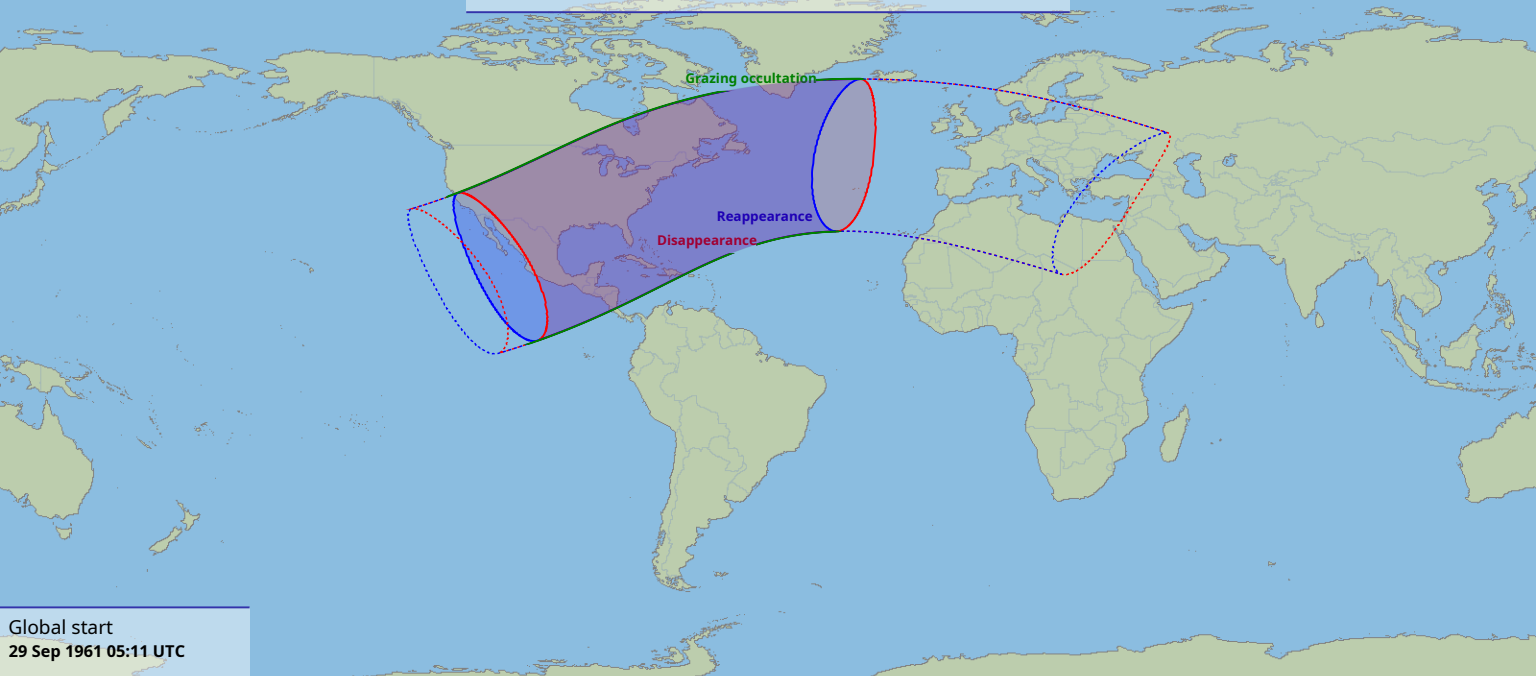 Grazing occultation
Reappearance
Disappearance
Global start
29 Sep 1961 05:11 UTC